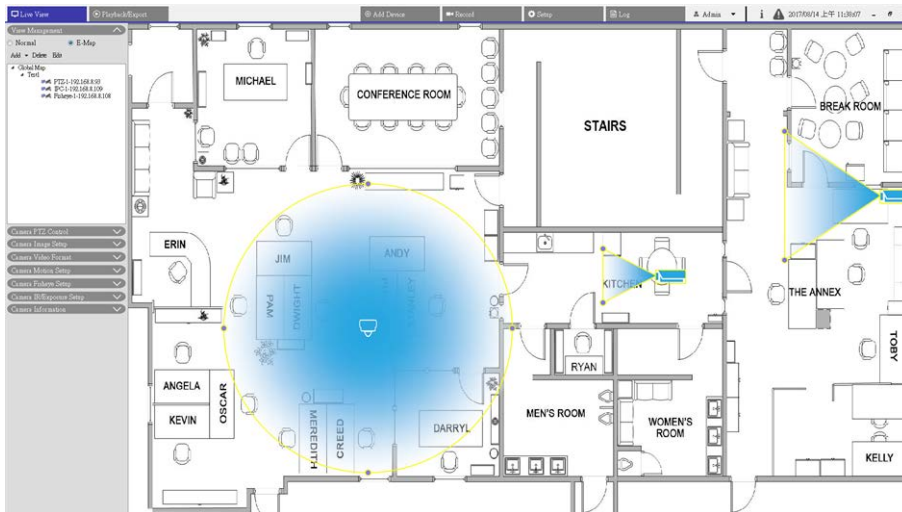 Live View
Playback/Export
Add Device
Record
Setup
Log
Admin
2017/08/14 上午 11:38:07
View Management
Normal
E-Map
Add
Delete
Edit
Global Map
Test1
PTZ-1-192.168.8.93
IPC-1-192.168.8.109
Fisheye-1-192.168.8.108
Camera PTZ Control
Camera Image Setup
Camera Video Format
Camera Motion Setup
Camera Fisheye Setup
Camera IR/Exposure Setup
Camera Information
MICHAEL
CONFERENCE ROOM
STAIRS
BREAK ROOM
ERIN
JIM
ANDY
PAM
DWIGHT
KITCHEN
THE ANNEX
TOBY
RYAN
ANGELA
KEVIN
OSCAR
MEREDITH
CREED
DARRYL
MEN'S ROOM
WOMEN'S
ROOM
KELLY